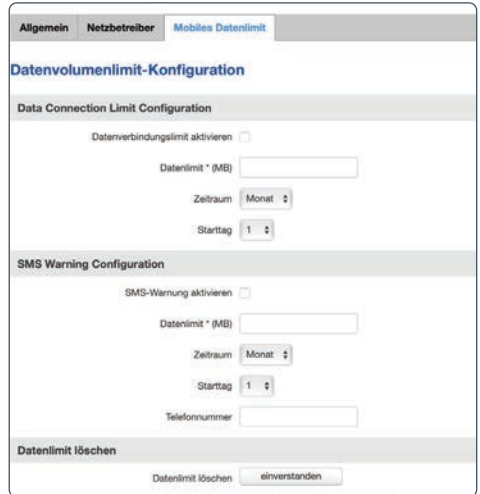 Allgemein Netzbetreiber Mobiles Datenlimit
Datenvolumenlimit-Konfiguration
Data Connection Limit Configuration
Datenverbindungslimit aktivieren
Datenlimit * (MB)
Zeitraum Monat
Starttag 1
SMS Warning Configuration
SMS-Warnung aktivieren
Datenlimit * (MB)
Zeitraum Monat
Starttag 1
Telefonnummer
Datenlimit löschen
Datenlimit löschen einverstanden